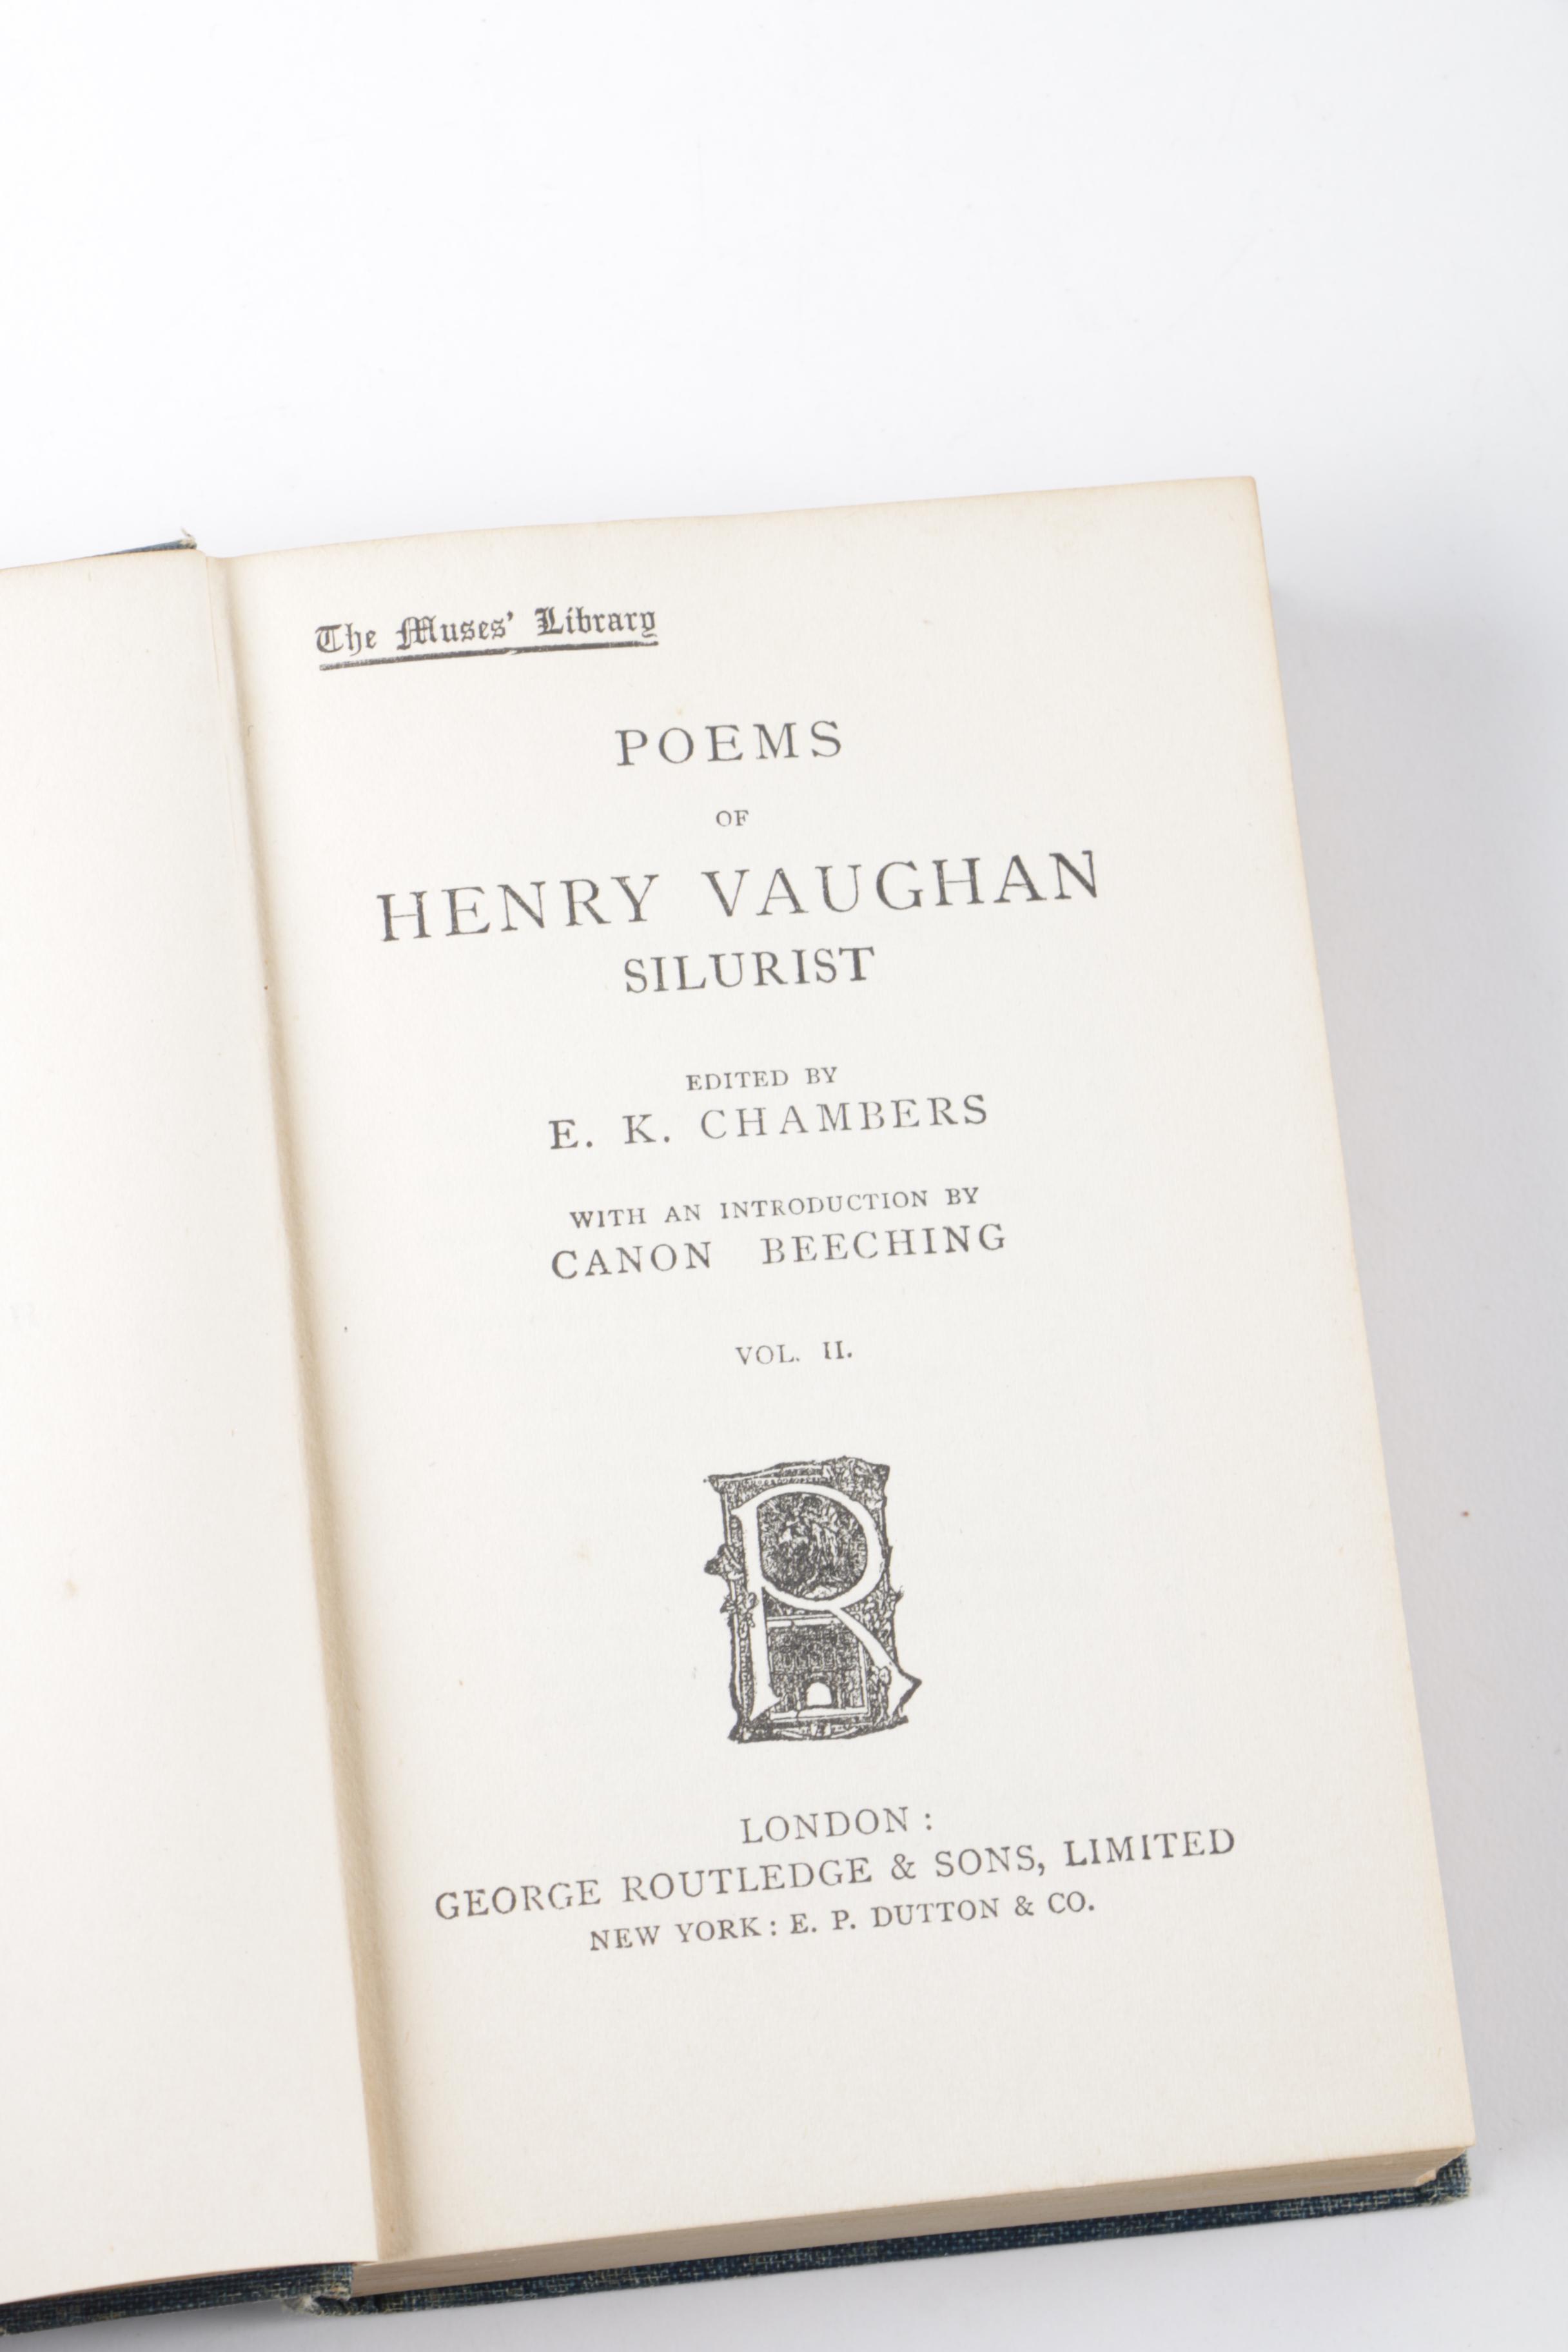 The Muses' Library
POEMS
OF
HENRY VAUGHAN
SILURIST
EDITED BY
E. K. CHAMBERS
WITH AN INTRODUCTION BY
CANON BEECHING
VOL. II.
R
LONDON:
GEORGE ROUTLEDGE & SONS, LIMITED
NEW YORK: E. P. DUTTON & CO.